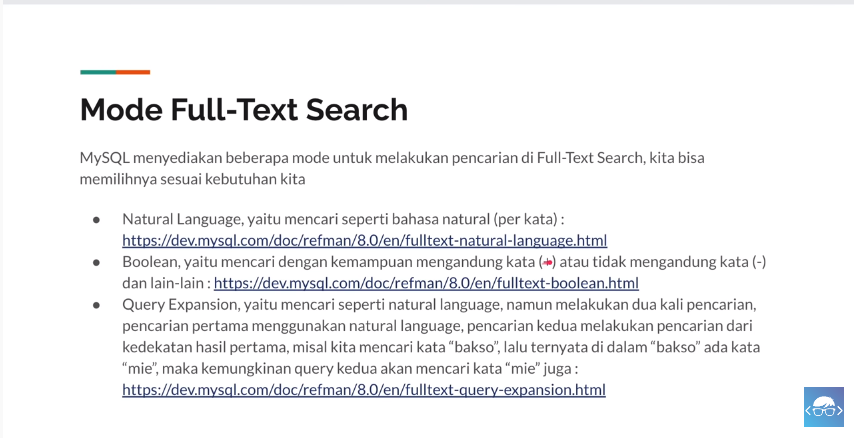 Mode Full-Text Search
MySQL menyediakan beberapa mode untuk melakukan pencarian di Full-Text Search, kita bisa
memilihnya sesuai kebutuhan kita
● Natural Language, yaitu mencari seperti bahasa natural (per kata) :
https://dev.mysql.com/doc/refman/8.0/en/fulltext-natural-language.html
● Boolean, yaitu mencari dengan kemampuan mengandung kata (+) atau tidak mengandung kata (-)
dan lain-lain : https://dev.mysql.com/doc/refman/8.0/en/fulltext-boolean.html
● Query Expansion, yaitu mencari seperti natural language, namun melakukan dua kali pencarian,
pencarian pertama menggunakan natural language, pencarian kedua melakukan pencarian dari
kedekatan hasil pertama, misal kita mencari kata “bakso”, lalu ternyata di dalam “bakso” ada kata
“mie”, maka kemungkinan query kedua akan mencari kata “mie” juga :
https://dev.mysql.com/doc/refman/8.0/en/fulltext-query-expansion.html